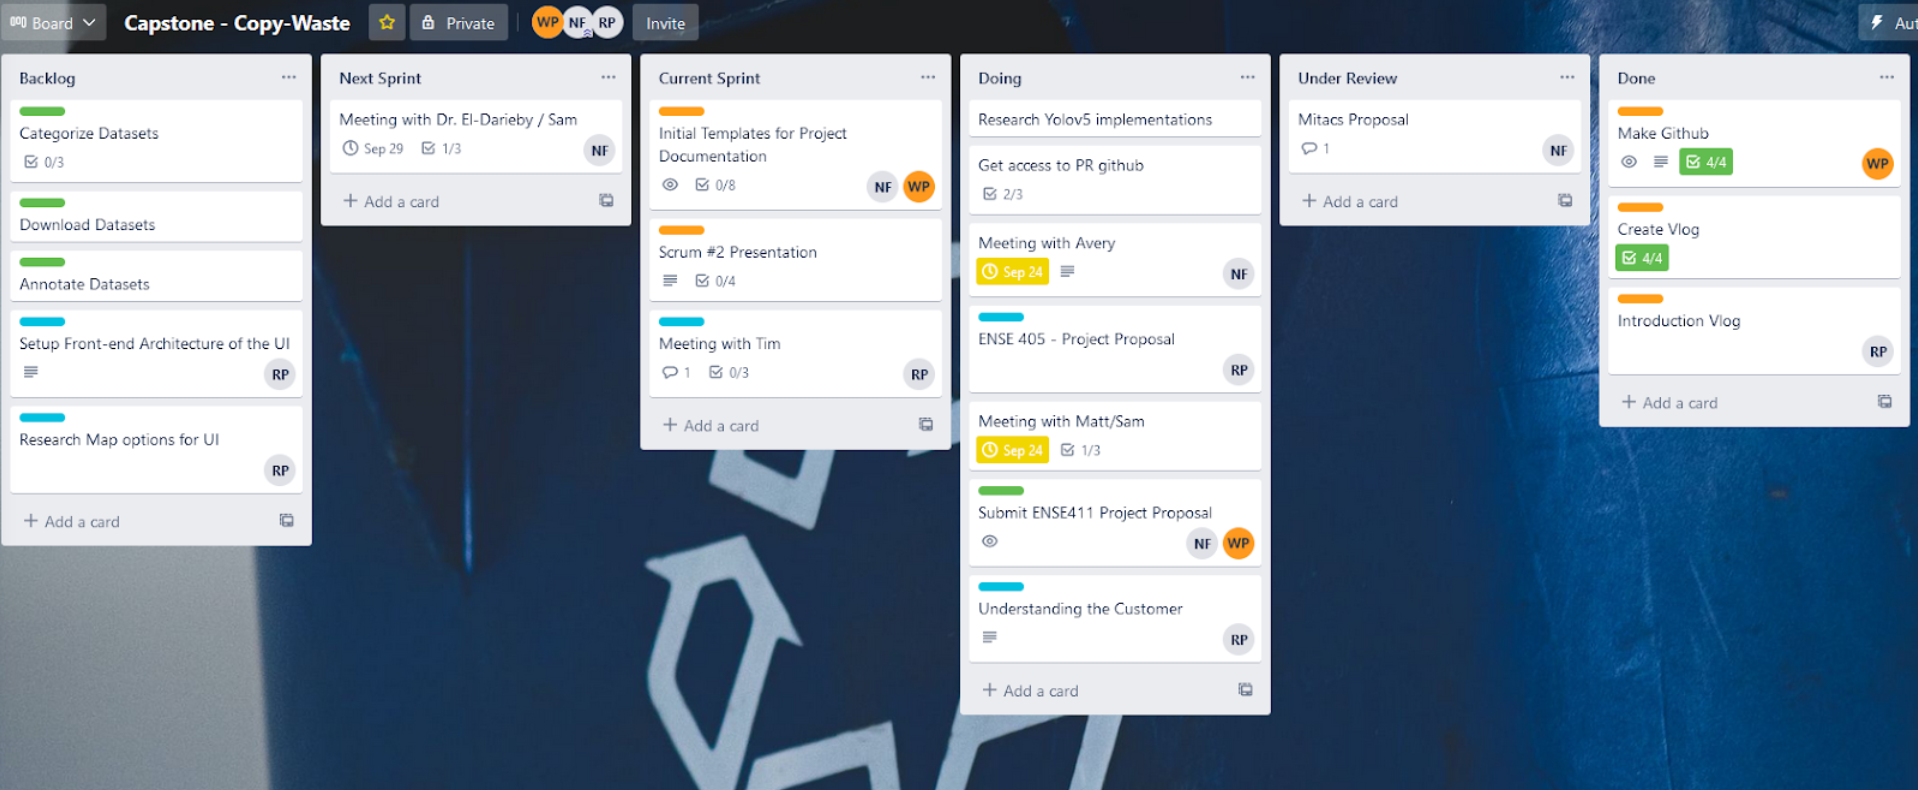 Board
Capstone - Copy-Waste
Private
WP NF RP
Invite
Aut
Backlog
Categorize Datasets
0/3
Download Datasets
Annotate Datasets
Setup Front-end Architecture of the UI
RP
Research Map options for UI
RP
+ Add a card
Next Sprint
Meeting with Dr. El-Darieby / Sam
Sep 29 1/3
NF
+ Add a card
Current Sprint
Initial Templates for Project
Documentation
0/8
NF WP
Scrum #2 Presentation
0/4
Meeting with Tim
1 0/3
RP
+ Add a card
Doing
Research Yolov5 implementations
Get access to PR github
2/3
Meeting with Avery
Sep 24
NF
ENSE 405 - Project Proposal
RP
Meeting with Matt/Sam
Sep 24 1/3
Submit ENSE411 Project Proposal
NF WP
Understanding the Customer
RP
+ Add a card
Under Review
Mitacs Proposal
1
NF
+ Add a card
Done
Make Github
4/4
WP
Create Vlog
4/4
Introduction Vlog
RP
+ Add a card